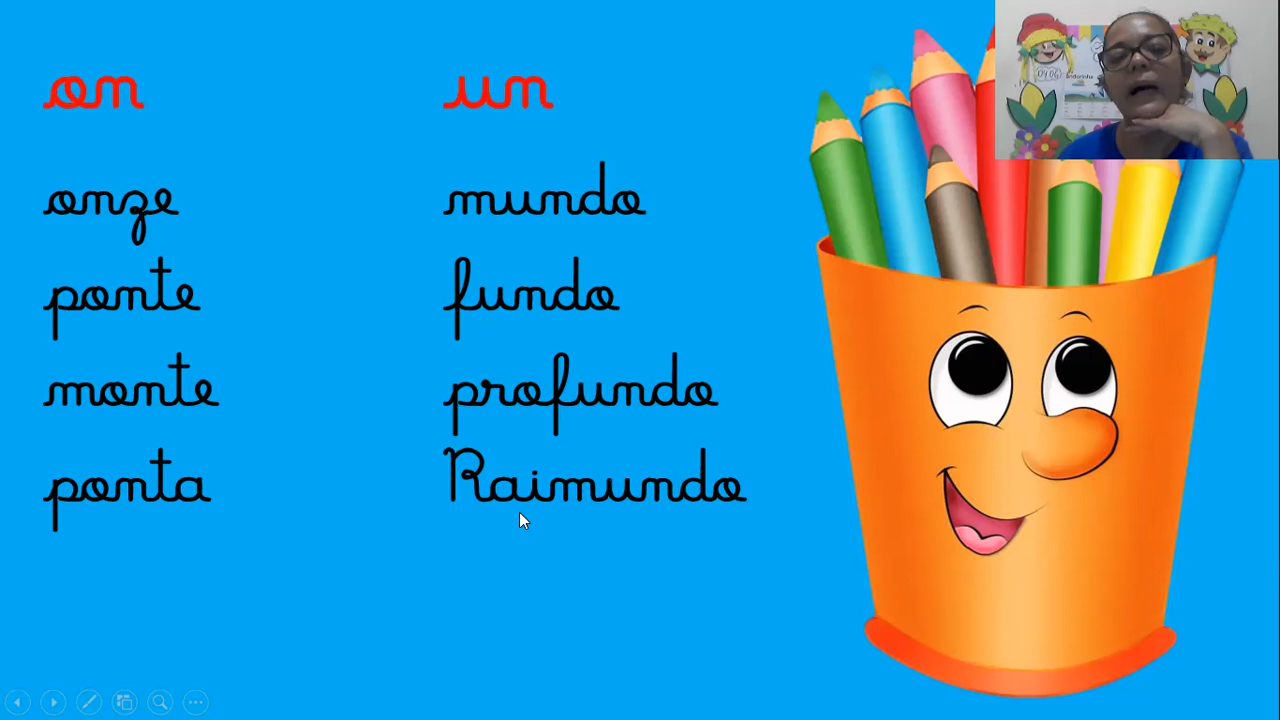 on
onze
ponte
monte
ponta
un
mundo
fundo
profundo
Raimundo